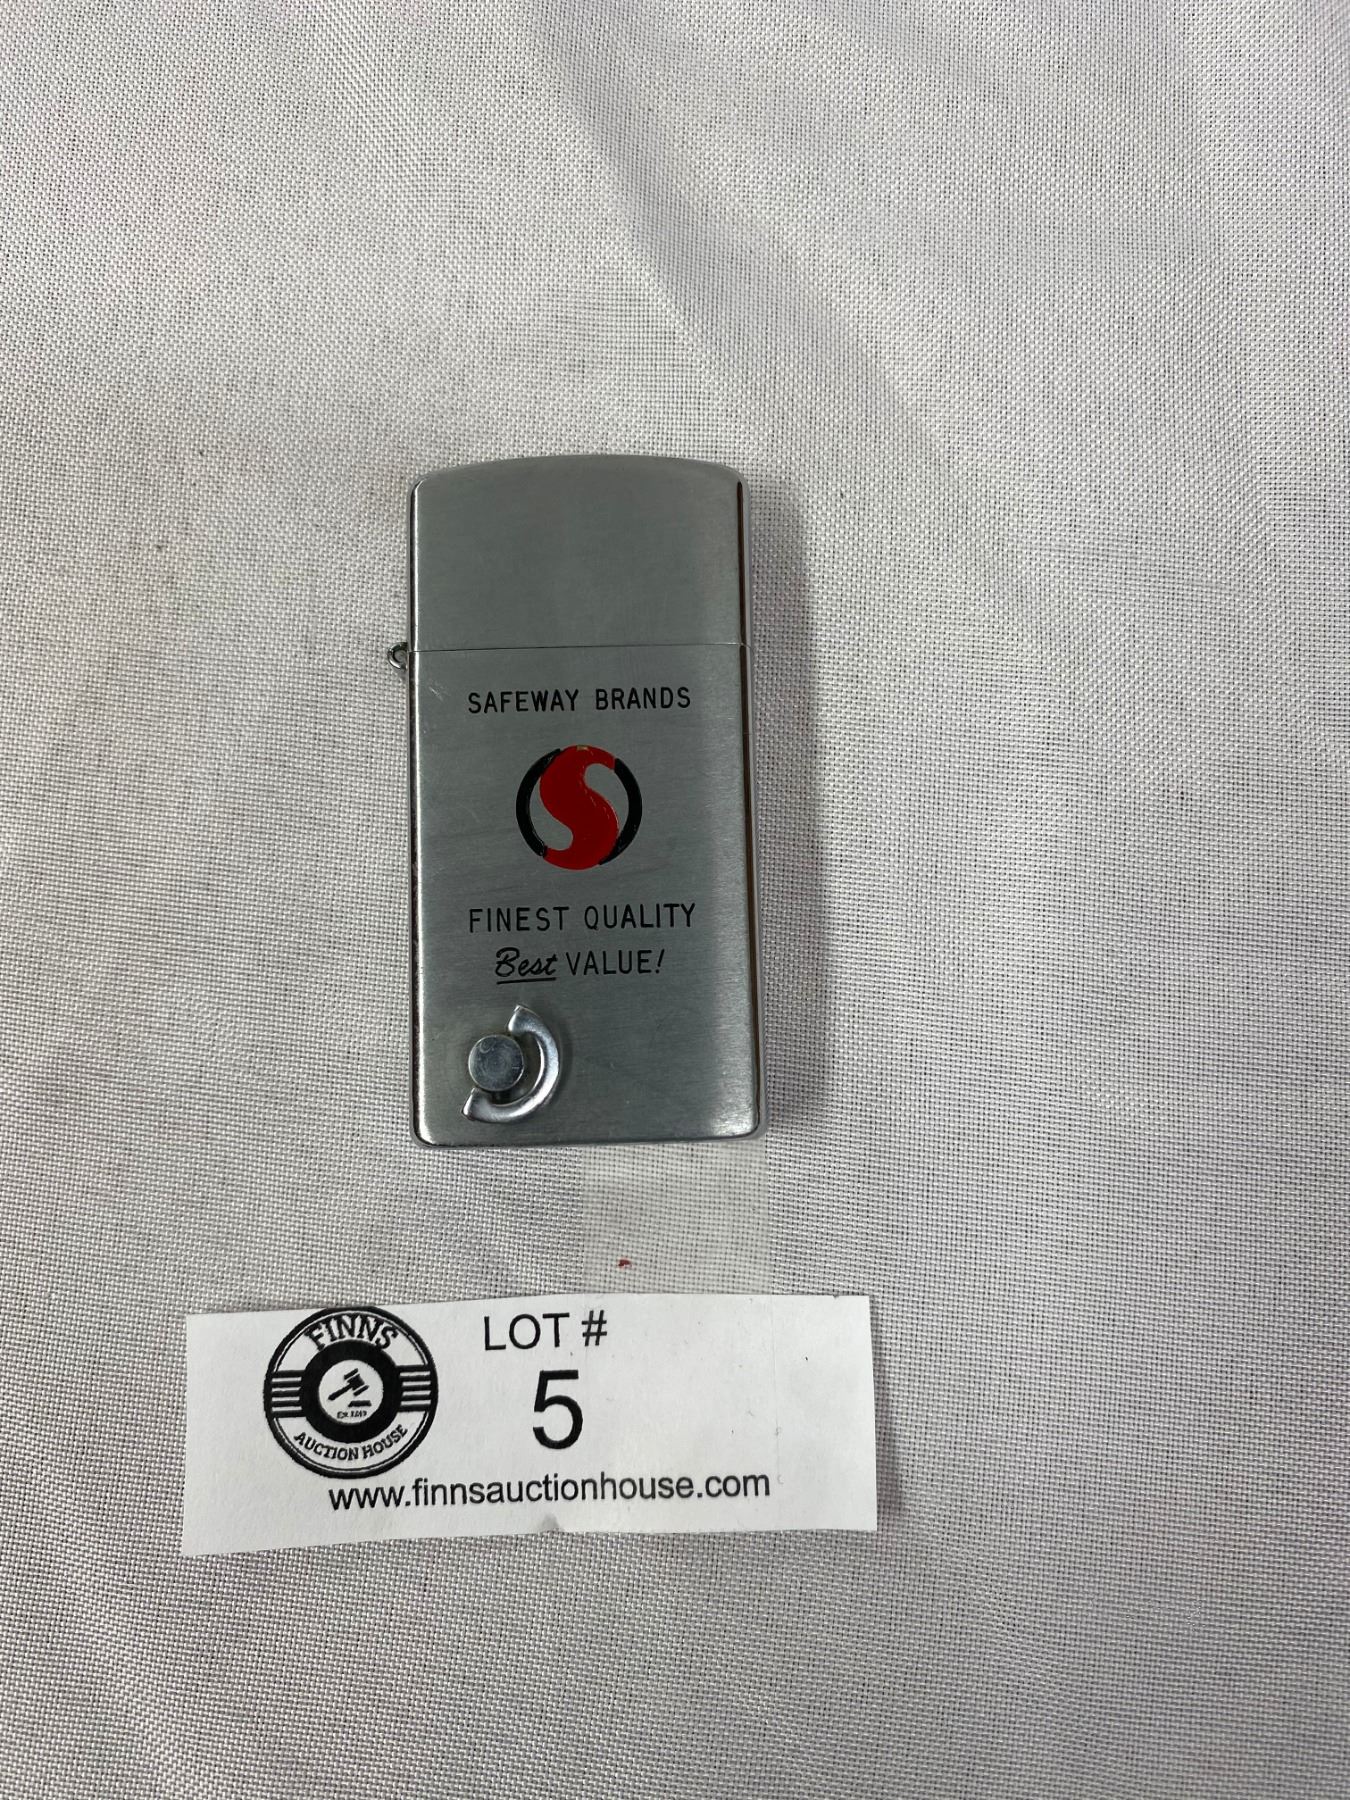 SAFEWAY BRANDS
S
FINEST QUALITY
Best VALUE!
FINNS
AUCTION HOUSE
LOT #
5
www.finnsauctionhouse.com